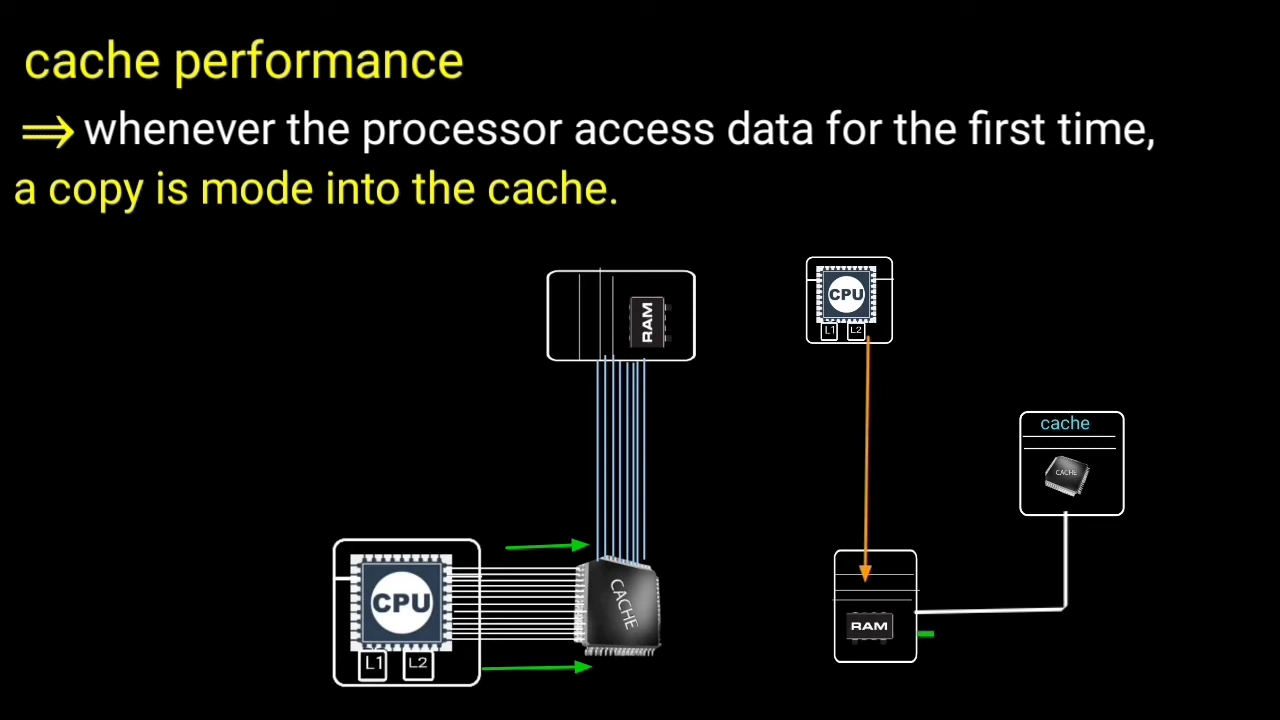 cache performance
⇒ whenever the processor access data for the first time,
a copy is mode into the cache.
RAM
CPU
L1 L2
cache
CACHE
CPU
L1 L2
CACHE
RAM